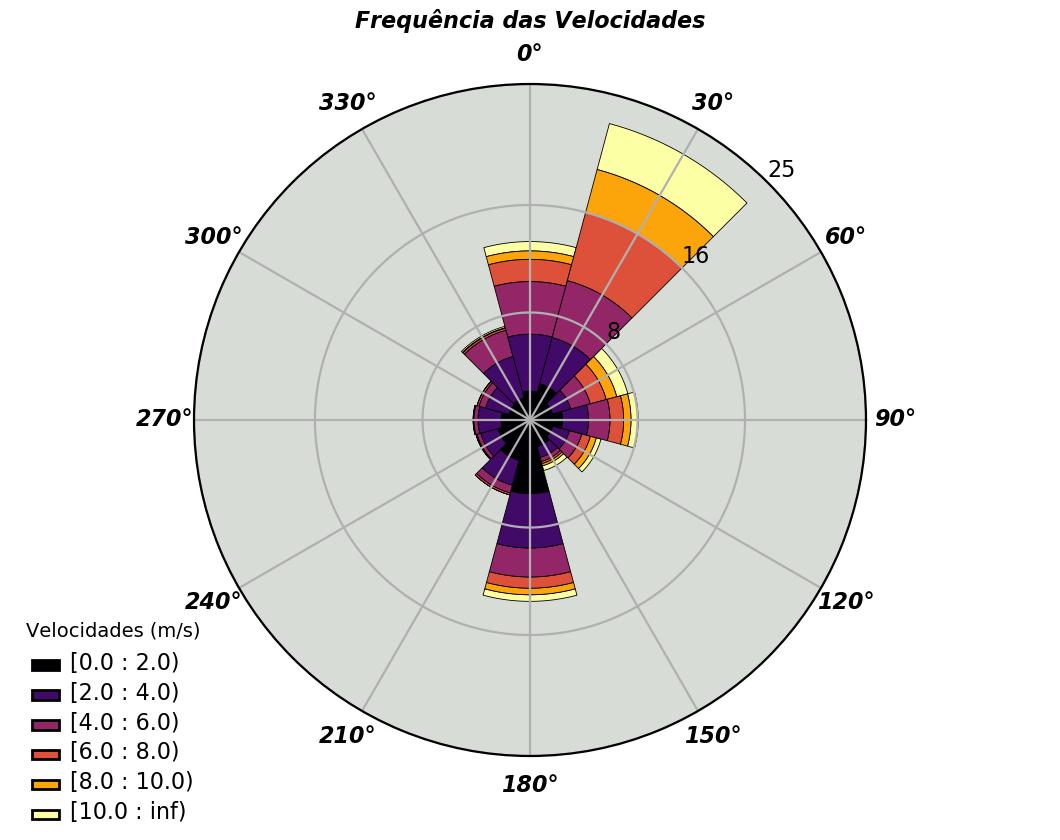 Frequência das Velocidades
0°
330°
30°
25
300°
60°
16
8
270°
90°
240°
120°
210°
150°
180°
Velocidades (m/s)
[0.0 : 2.0)
[2.0 : 4.0)
[4.0 : 6.0)
[6.0 : 8.0)
[8.0 : 10.0)
[10.0 : inf)